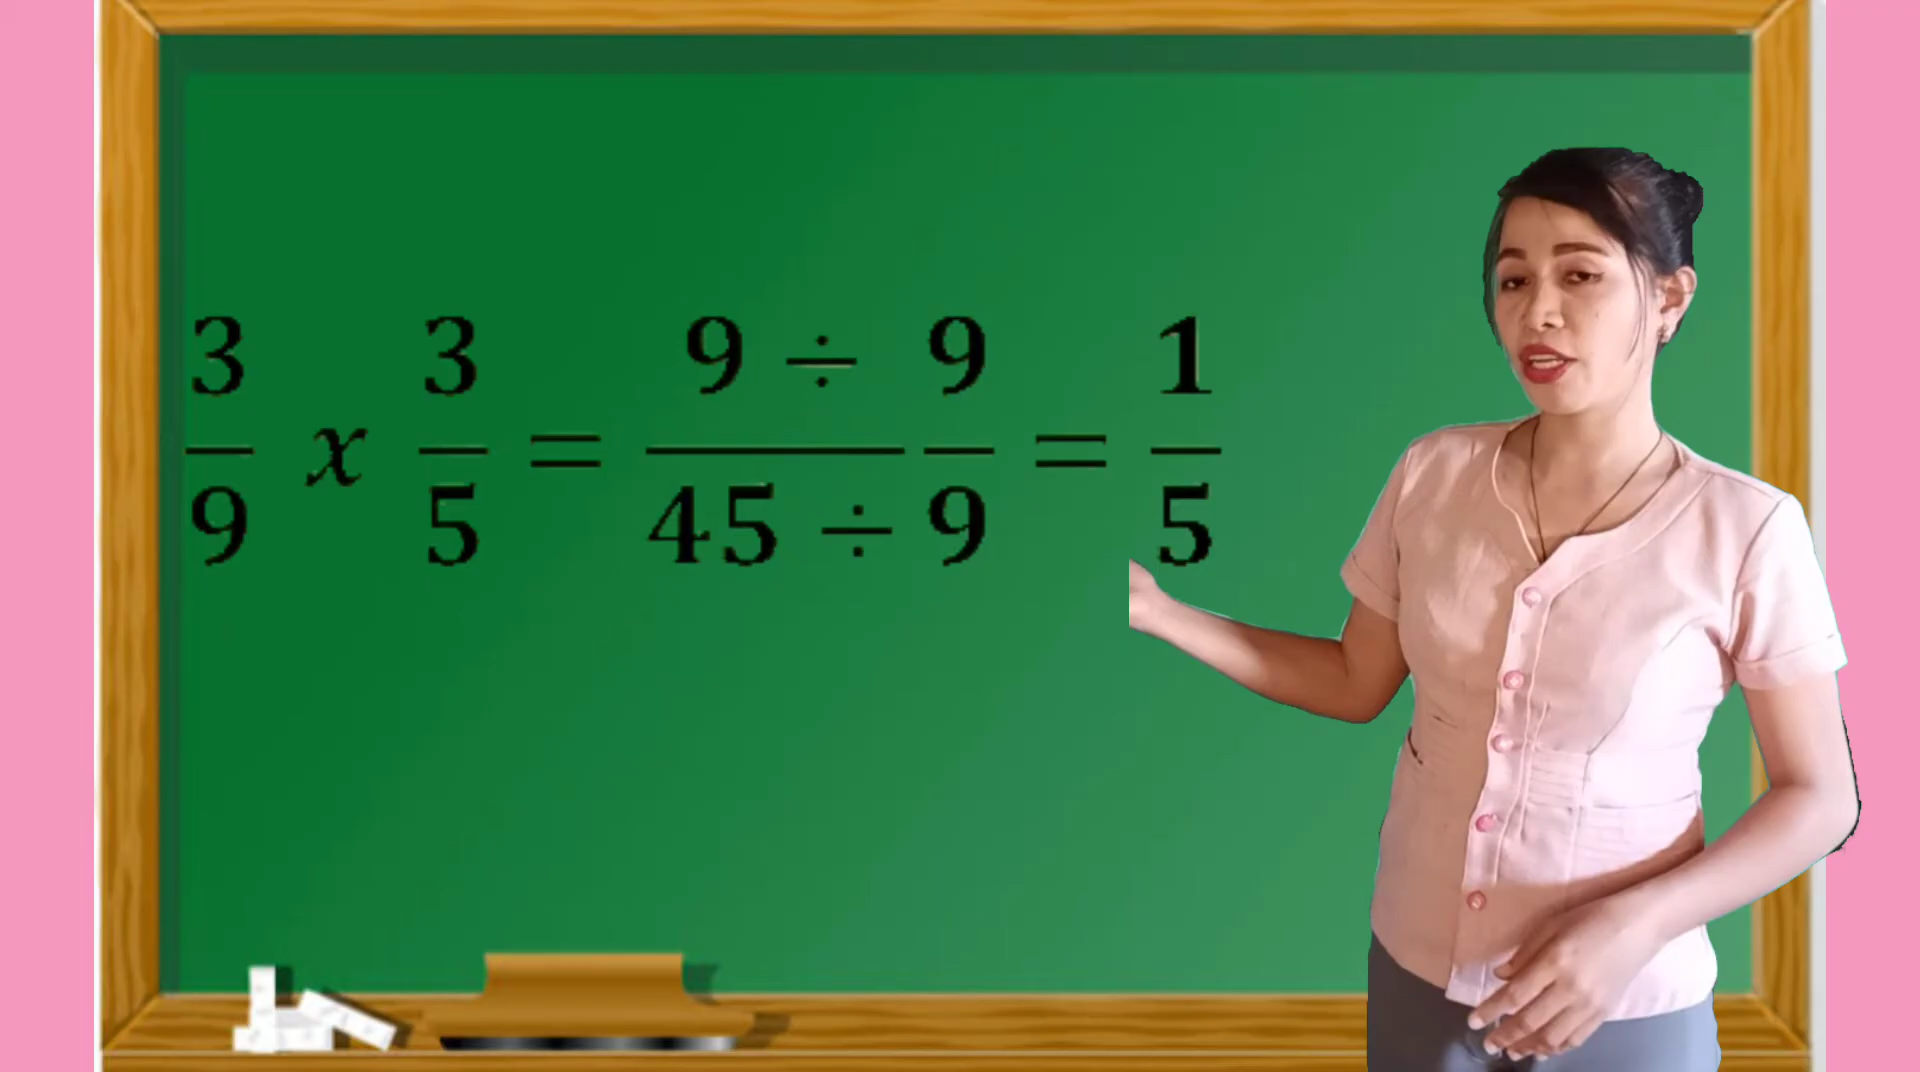 3/9 x 3/5 = 9 ÷ 9 / 45 ÷ 9 = 1/5